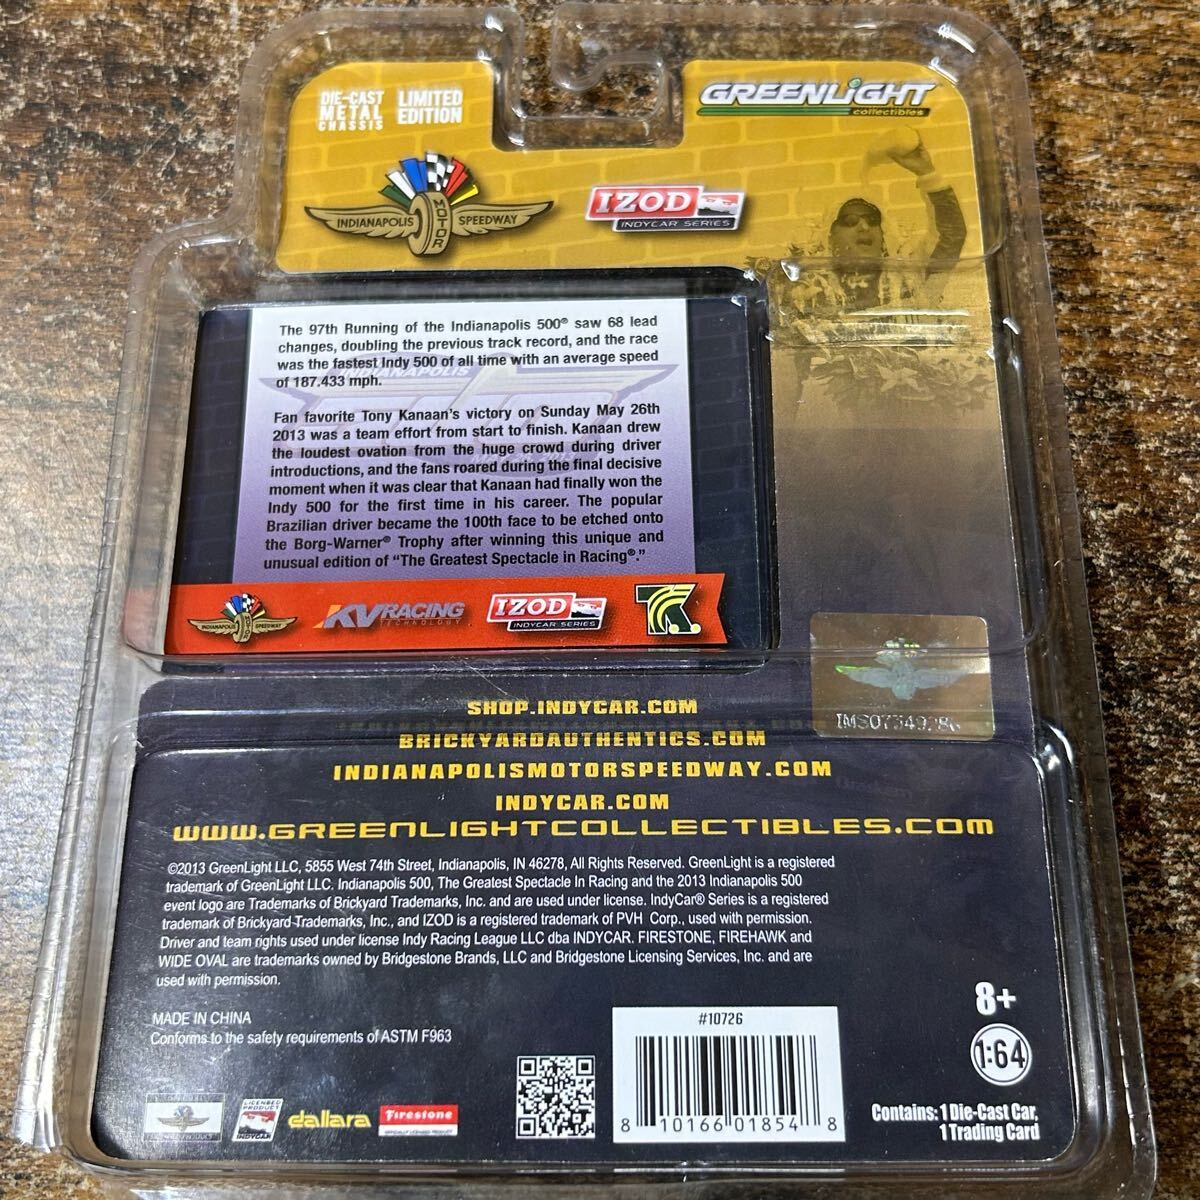 DIE-CAST
METAL
CHASSIS
LIMITED
EDITION
GREENLiGHT
collectibles
INDIANAPOLIS MOTOR SPEEDWAY
IZOD
INDYCAR SERIES
The 97th Running of the Indianapolis 500® saw 68 lead
changes, doubling the previous track record, and the race
was the fastest Indy 500 of all time with an average speed
of 187.433 mph.
Fan favorite Tony Kanaan's victory on Sunday May 26th
2013 was a team effort from start to finish. Kanaan drew
the loudest ovation from the huge crowd during driver
introductions, and the fans roared during the final decisive
moment when it was clear that Kanaan had finally won the
Indy 500 for the first time in his career. The popular
Brazilian driver became the 100th face to be etched onto
the Borg-Warner® Trophy after winning this unique and
unusual edition of “The Greatest Spectacle in Racing®.”
INDIANAPOLIS MOTOR SPEEDWAY
KVRACING
TECHNOLOGY
IZOD
INDYCAR SERIES
TK
SHOP.INDYCAR.COM
BRICKYARDAUTHENTICS.COM
INDIANAPOLISMOTORSPEEDWAY.COM
INDYCAR.COM
WWW.GREENLIGHTCOLLECTIBLES.COM
©2013 GreenLight LLC, 5855 West 74th Street, Indianapolis, IN 46278, All Rights Reserved. GreenLight is a registered
trademark of GreenLight LLC. Indianapolis 500, The Greatest Spectacle In Racing and the 2013 Indianapolis 500
event logo are Trademarks of Brickyard Trademarks, Inc. and are used under license. IndyCar® Series is a registered
trademark of Brickyard Trademarks, Inc., and IZOD is a registered trademark of PVH Corp., used with permission.
Driver and team rights used under license Indy Racing League LLC dba INDYCAR. FIRESTONE, FIREHAWK and
WIDE OVAL are trademarks owned by Bridgestone Brands, LLC and Bridgestone Licensing Services, Inc. and are
used with permission.
MADE IN CHINA
Conforms to the safety requirements of ASTM F963
LICENSED
PRODUCT
INDYCAR
dallara
Firestone
OFFICIALLY LICENSED PRODUCT
#10726
8 10166 01854 8
8+
1:64
Contains: 1 Die-Cast Car,
1 Trading Card